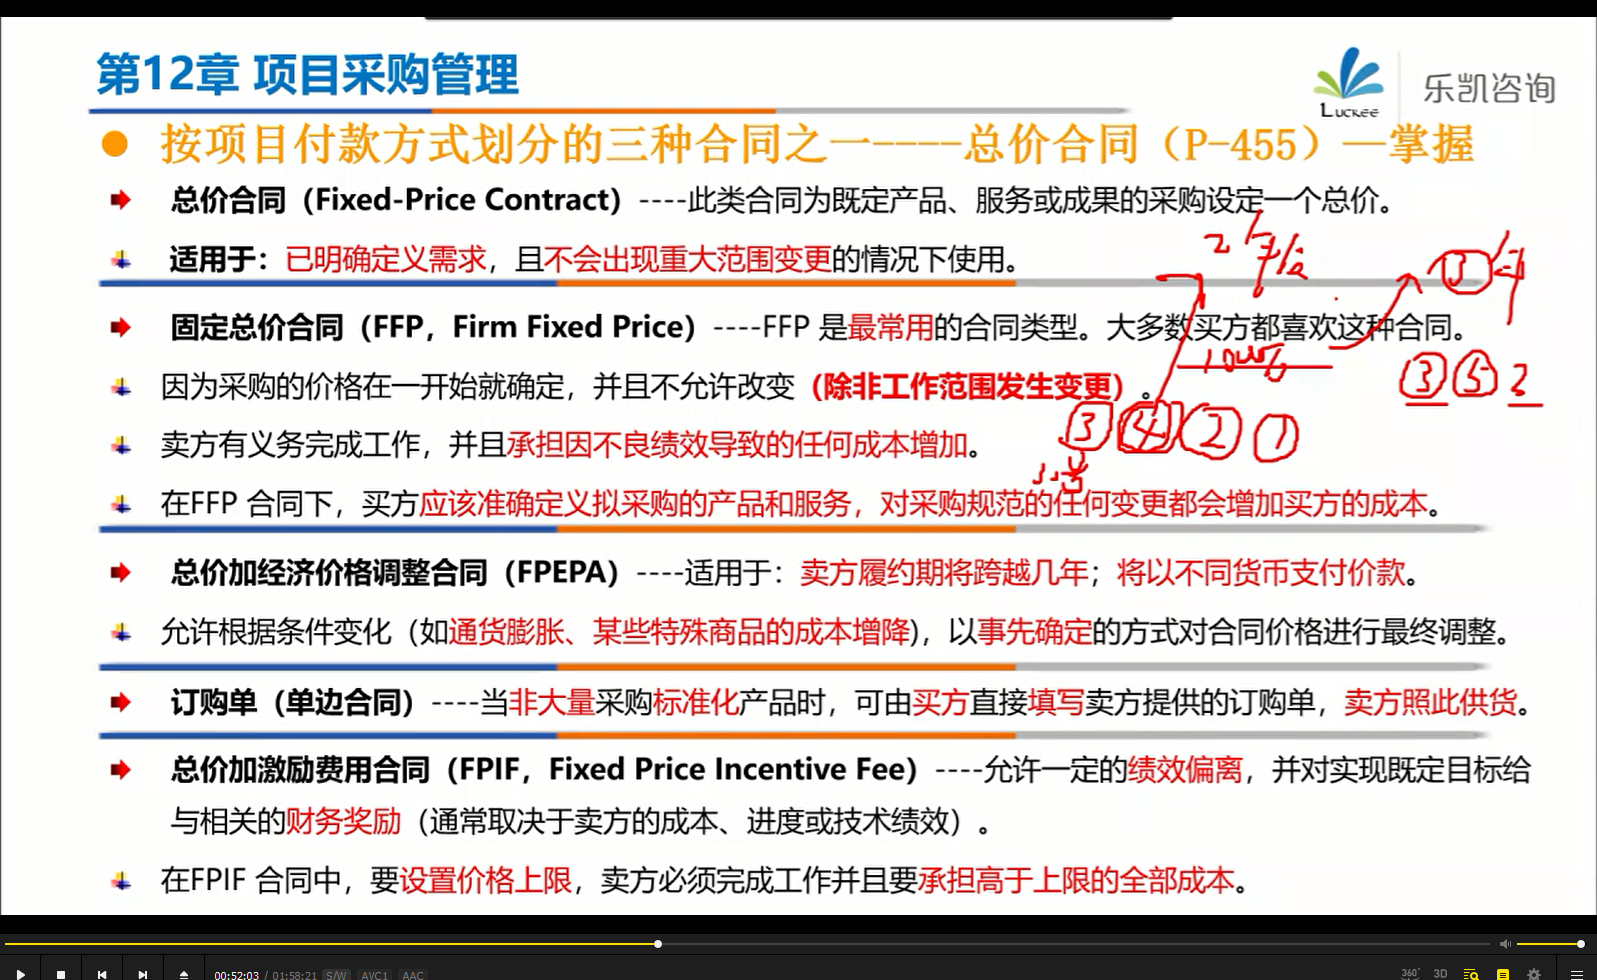 第12章 项目采购管理
Luckee
乐凯咨询
按项目付款方式划分的三种合同之一----总价合同（P-455）—掌握
总价合同（Fixed-Price Contract）----此类合同为既定产品、服务或成果的采购设定一个总价。
适用于：已明确定义需求，且不会出现重大范围变更的情况下使用。
固定总价合同（FFP，Firm Fixed Price）----FFP 是最常用的合同类型。大多数买方都喜欢这种合同。
因为采购的价格在一开始就确定，并且不允许改变（除非工作范围发生变更）。
③ ⑤ 2
③ ④ ② ①
卖方有义务完成工作，并且承担因不良绩效导致的任何成本增加。
在FFP 合同下，买方应该准确定义拟采购的产品和服务，对采购规范的任何变更都会增加买方的成本。
总价加经济价格调整合同（FPEPA）----适用于：卖方履约期将跨越几年；将以不同货币支付价款。
允许根据条件变化（如通货膨胀、某些特殊商品的成本增降)，以事先确定的方式对合同价格进行最终调整。
订购单（单边合同）----当非大量采购标准化产品时，可由买方直接填写卖方提供的订购单，卖方照此供货。
总价加激励费用合同（FPIF，Fixed Price Incentive Fee）----允许一定的绩效偏离，并对实现既定目标给
与相关的财务奖励（通常取决于卖方的成本、进度或技术绩效）。
在FPIF 合同中，要设置价格上限，卖方必须完成工作并且要承担高于上限的全部成本。
00:52:03 / 01:58:21 S/W AVC1 AAC
360° 3D